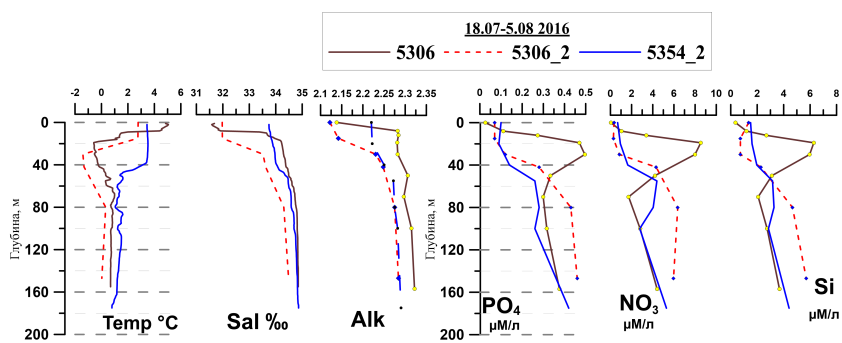 18.07-5.08 2016
5306 5306_2 5354_2
-2 0 2 4 6 31 32 33 34 35 2.1 2.15 2.2 2.25 2.3 2.35 0 0.1 0.2 0.3 0.4 0.5 0 2 4 6 8 10 0 2 4 6 8
0 0
40 40
80 80
120 120
160 160
200 200
Глубина, м Глубина, м
Temp °C Sal ‰ Alk PO4 NO3 Si
µM/л µM/л µM/л